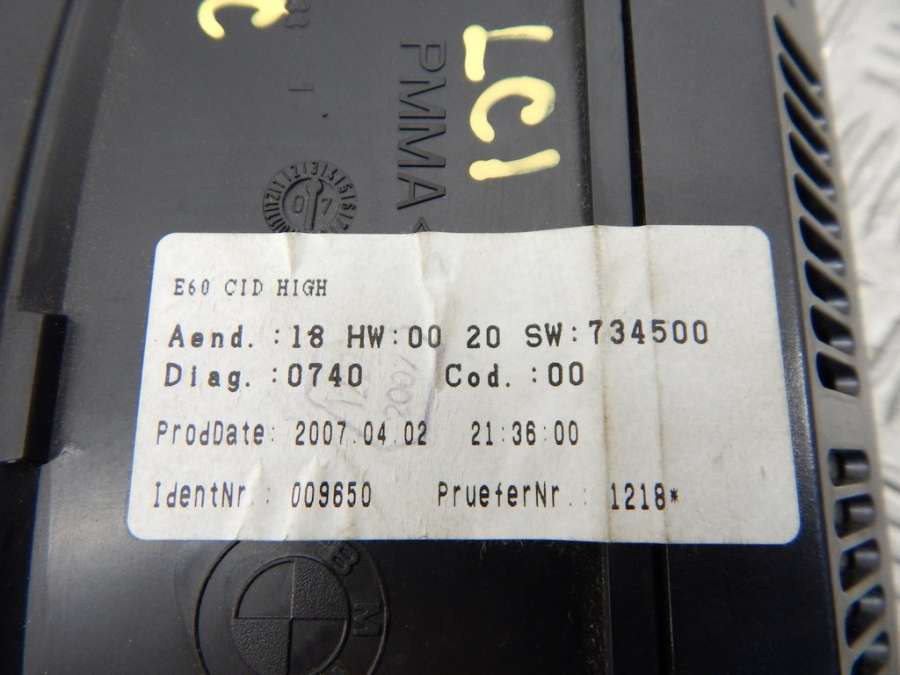 LCI
PMMA
07
E60 CID HIGH
Aend. :18 HW:00 20 SW:734500
Diag. :0740 Cod. :00
ProdDate: 2007.04.02 21:36:00
IdentNr.: 009650 PrueferNr.: 1218*
B M